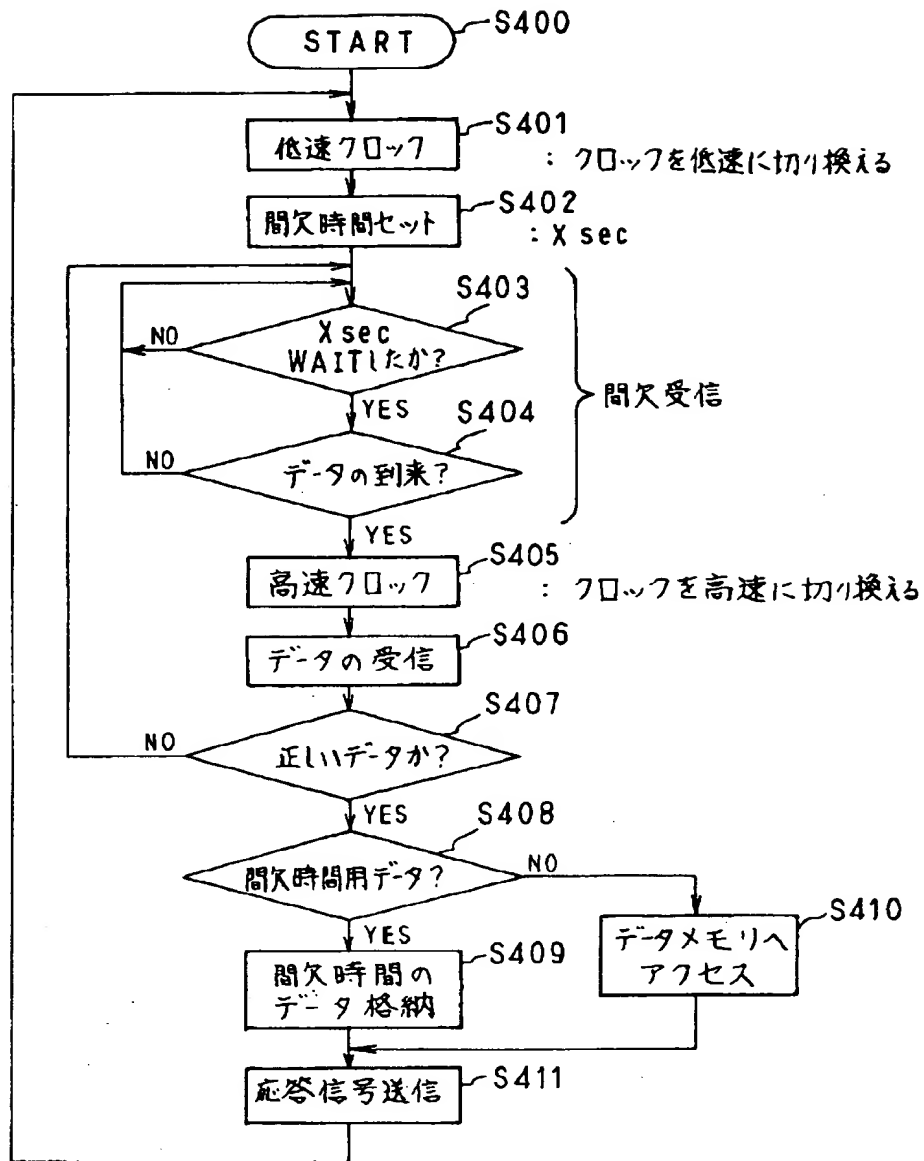 START
S400
S401
低速クロック
: クロックを低速に切り換える
S402
間欠時間セット
: X sec
S403
X sec
WAITしたか?
NO
YES
間欠受信
S404
データの到来?
NO
YES
S405
高速クロック
: クロックを高速に切り換える
S406
データの受信
S407
正しいデータか?
NO
YES
S408
間欠時間用データ?
NO
YES
S409
間欠時間の
データ格納
S410
データメモリへ
アクセス
S411
応答信号送信